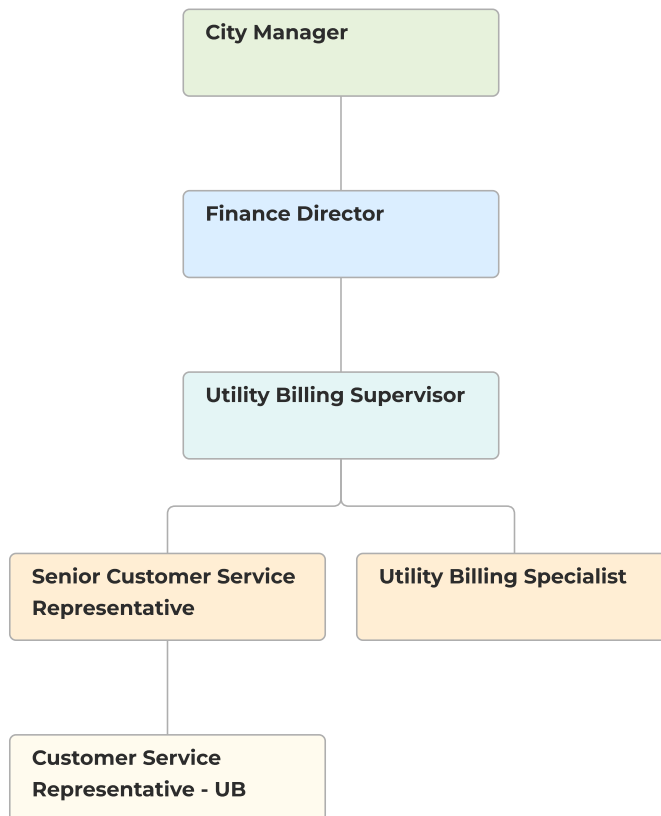 City Manager
Finance Director
Utility Billing Supervisor
Senior Customer Service
Representative
Utility Billing Specialist
Customer Service
Representative - UB